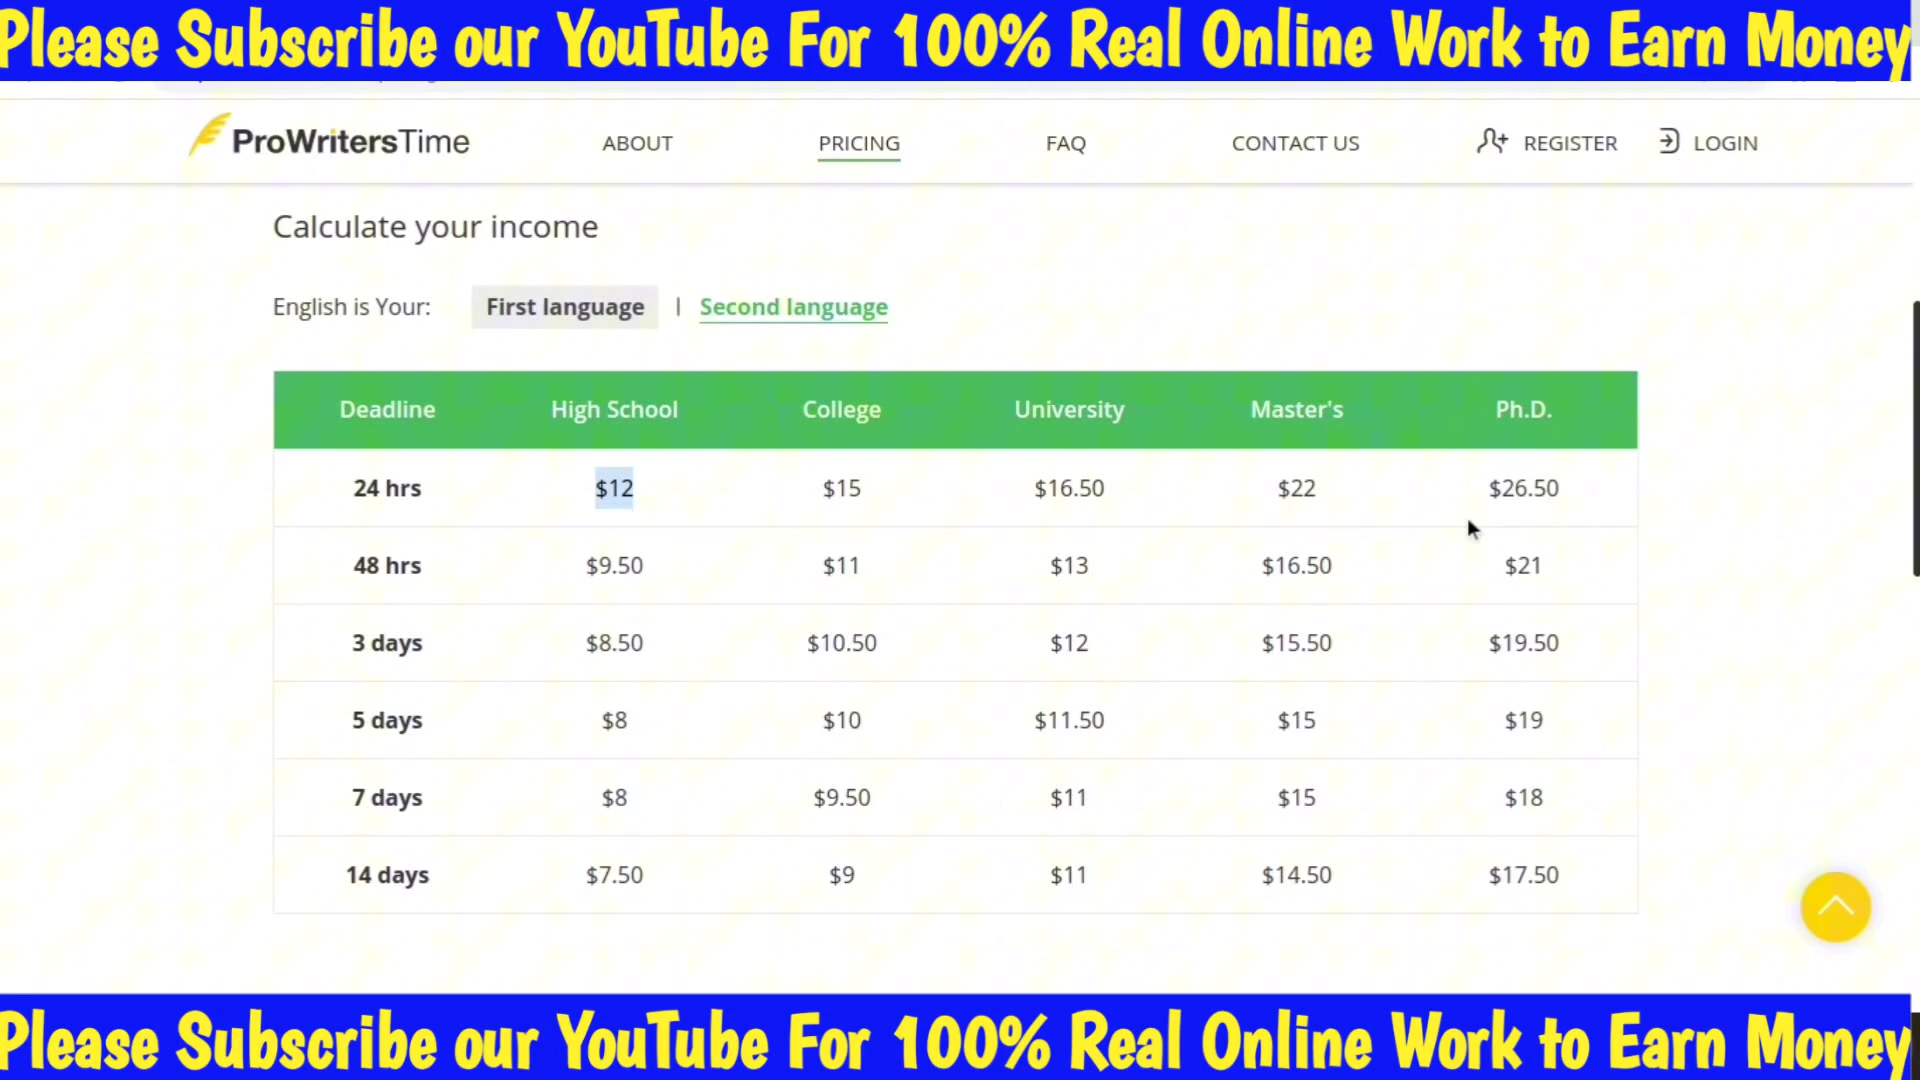 Please Subscribe our YouTube For 100% Real Online Work to Earn Money
ProWritersTime ABOUT PRICING FAQ CONTACT US REGISTER LOGIN
Calculate your income
English is Your: First language | Second language
Deadline High School College University Master's Ph.D.
24 hrs $12 $15 $16.50 $22 $26.50
48 hrs $9.50 $11 $13 $16.50 $21
3 days $8.50 $10.50 $12 $15.50 $19.50
5 days $8 $10 $11.50 $15 $19
7 days $8 $9.50 $11 $15 $18
14 days $7.50 $9 $11 $14.50 $17.50
Please Subscribe our YouTube For 100% Real Online Work to Earn Money